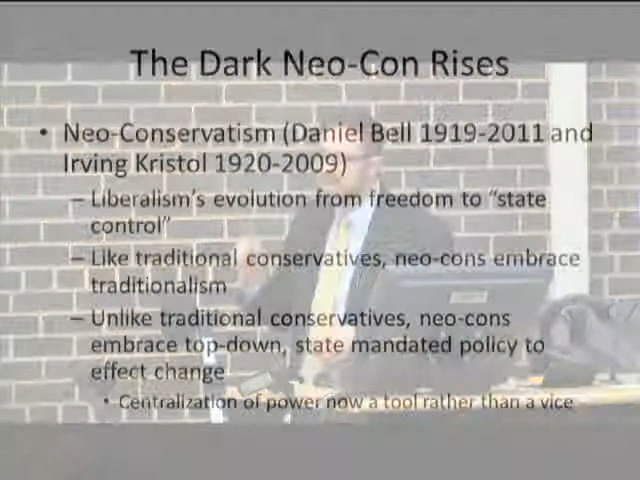 The Dark Neo-Con Rises
• Neo-Conservatism (Daniel Bell 1919-2011 and
Irving Kristol 1920-2009)
– Liberalism's evolution from freedom to "state
control"
– Like traditional conservatives, neo-cons embrace
traditionalism
– Unlike traditional conservatives, neo-cons
embrace top-down, state mandated policy to
effect change
• Centralization of power now a tool rather than a vice